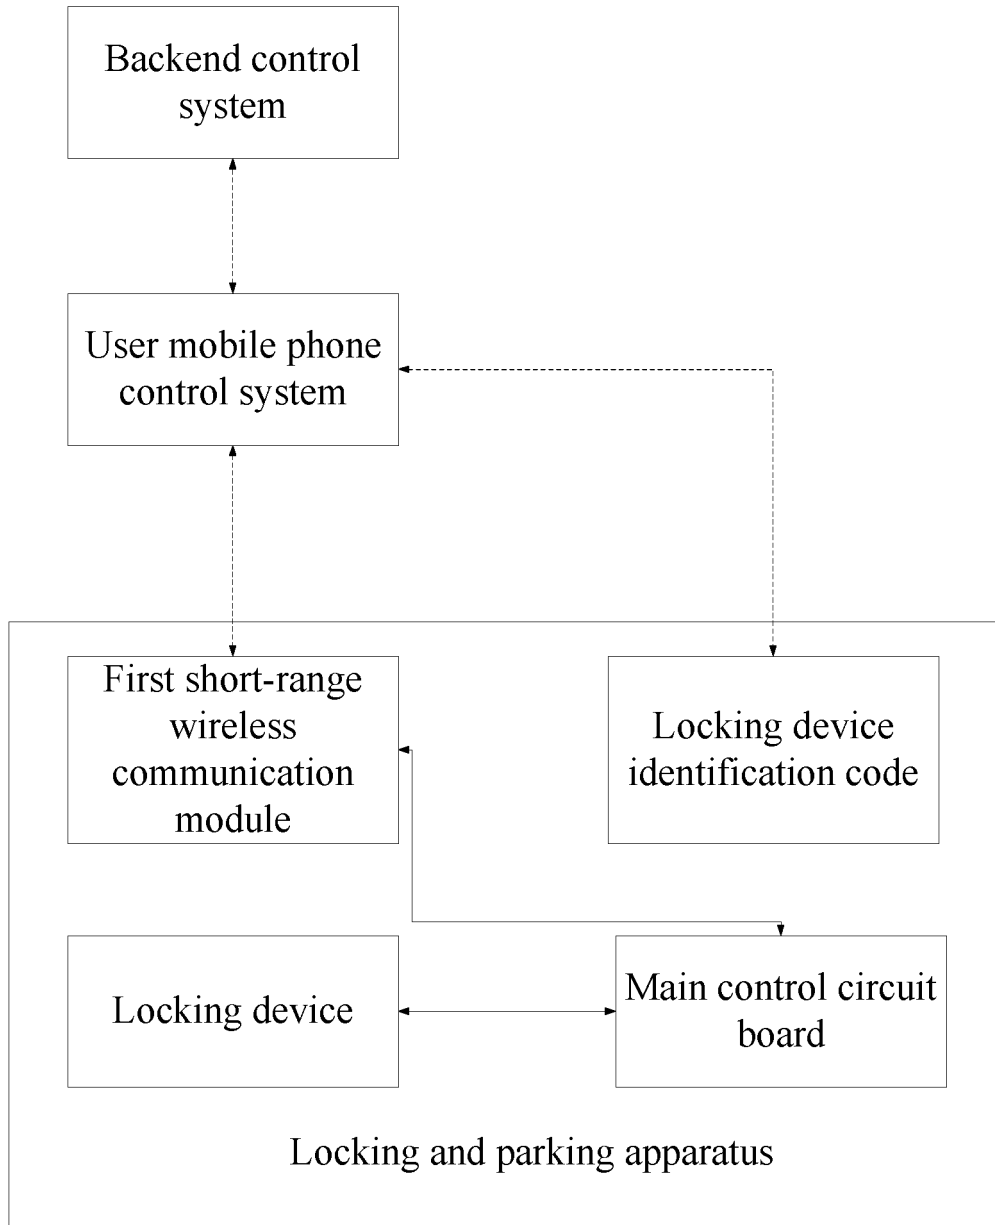 Backend control
system
User mobile phone
control system
First short-range
wireless
communication
module
Locking device
identification code
Locking device
Main control circuit
board
Locking and parking apparatus